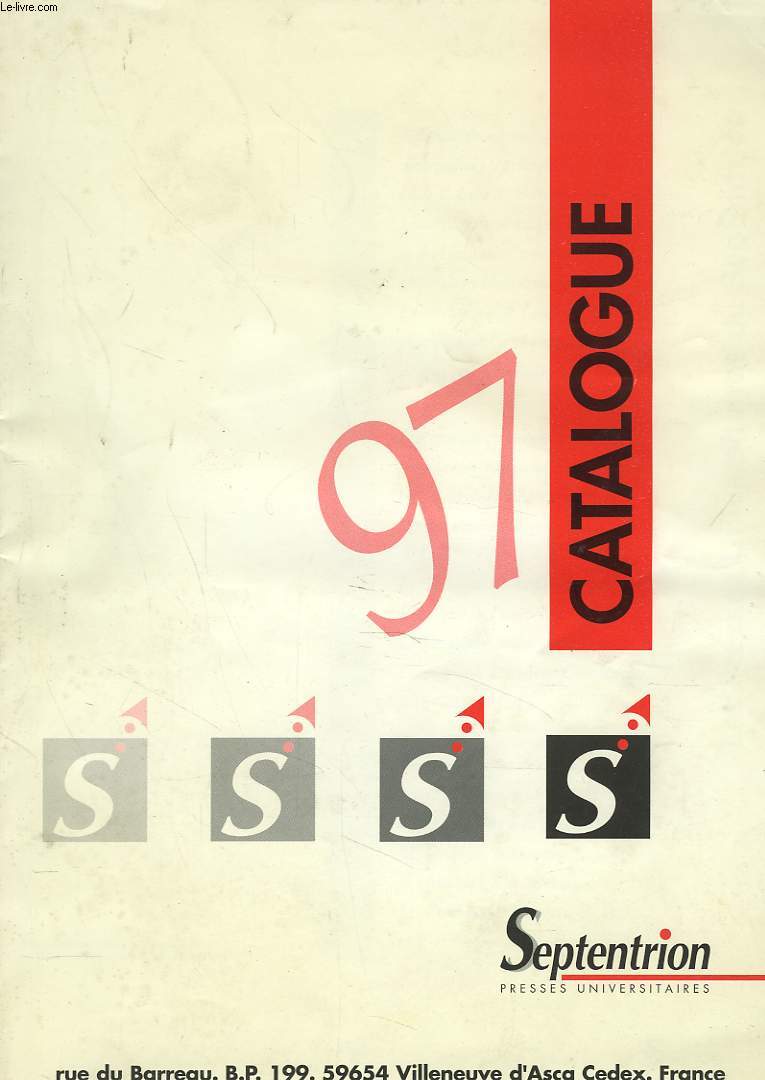 Le-livre.com
CATALOGUE
97
S S S S
Septentrion
PRESSES UNIVERSITAIRES
rue du Barreau, B.P. 199, 59654 Villeneuve d'Ascq Cedex, France